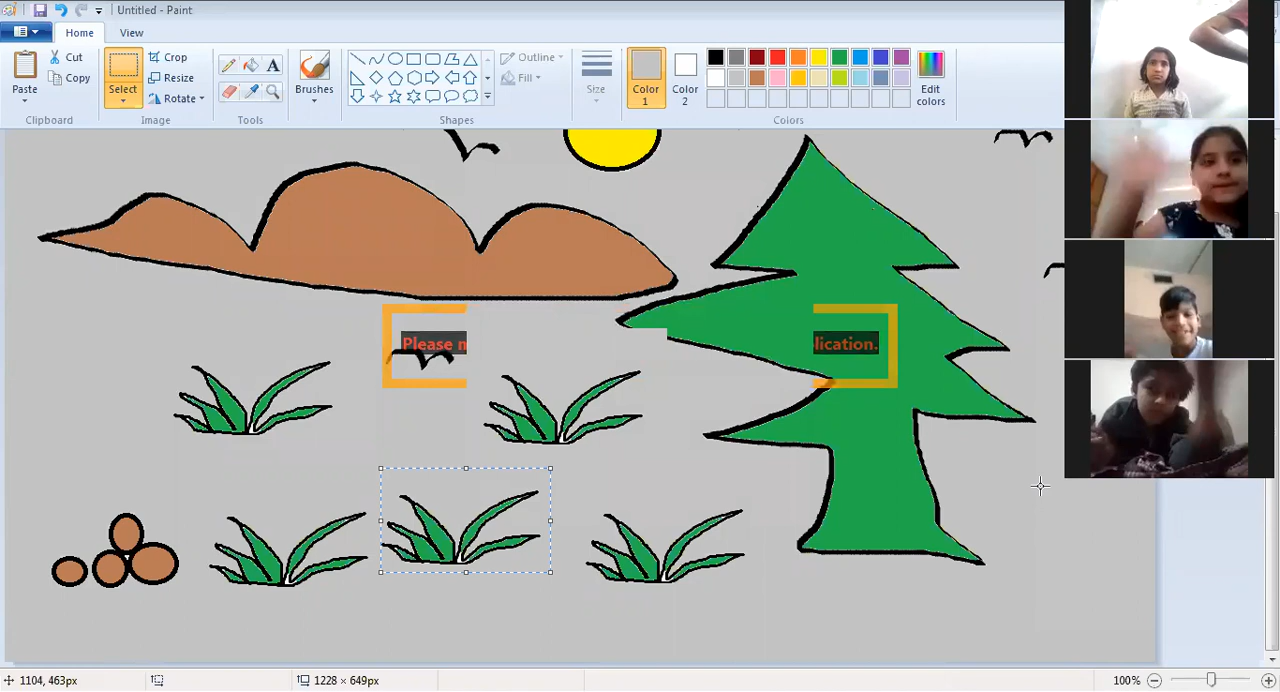 Untitled - Paint
Home
View
Paste
Cut
Copy
Clipboard
Select
Crop
Resize
Rotate
Image
A
Tools
Brushes
Shapes
Outline
Fill
Size
Color
1
Color
2
Edit
colors
Colors
Please m
lication.
1104, 463px
1228 × 649px
100%